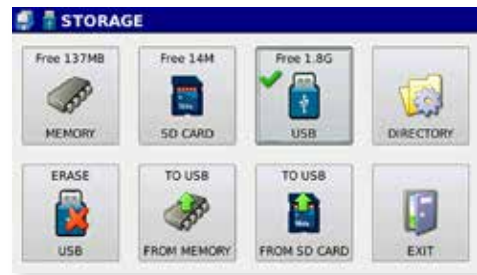 STORAGE
Free 137MB
MEMORY
Free 14M
SD CARD
Free 1.8G
USB
DIRECTORY
ERASE
USB
TO USB
FROM MEMORY
TO USB
FROM SD CARD
EXIT